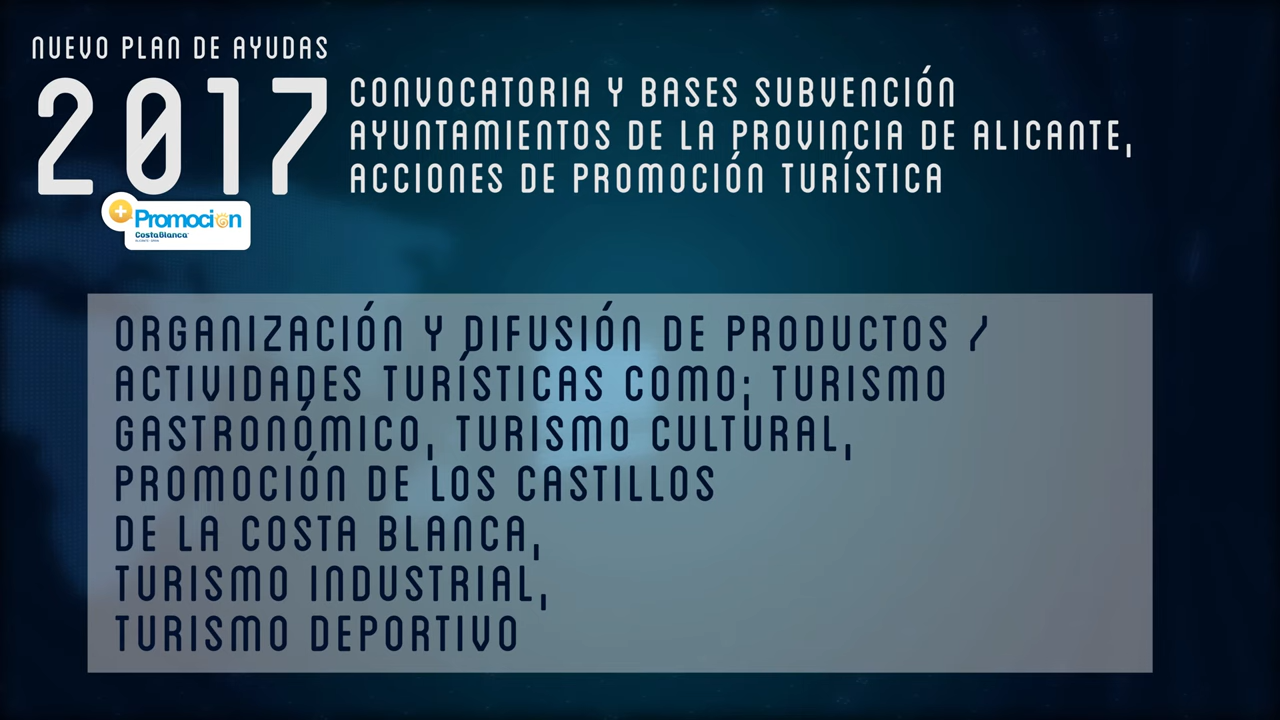 NUEVO PLAN DE AYUDAS
2017
CONVOCATORIA Y BASES SUBVENCIÓN
AYUNTAMIENTOS DE LA PROVINCIA DE ALICANTE,
ACCIONES DE PROMOCIÓN TURÍSTICA
+
Promoción
CostaBlanca
ORGANIZACIÓN Y DIFUSIÓN DE PRODUCTOS /
ACTIVIDADES TURÍSTICAS COMO; TURISMO
GASTRONÓMICO, TURISMO CULTURAL,
PROMOCIÓN DE LOS CASTILLOS
DE LA COSTA BLANCA,
TURISMO INDUSTRIAL,
TURISMO DEPORTIVO